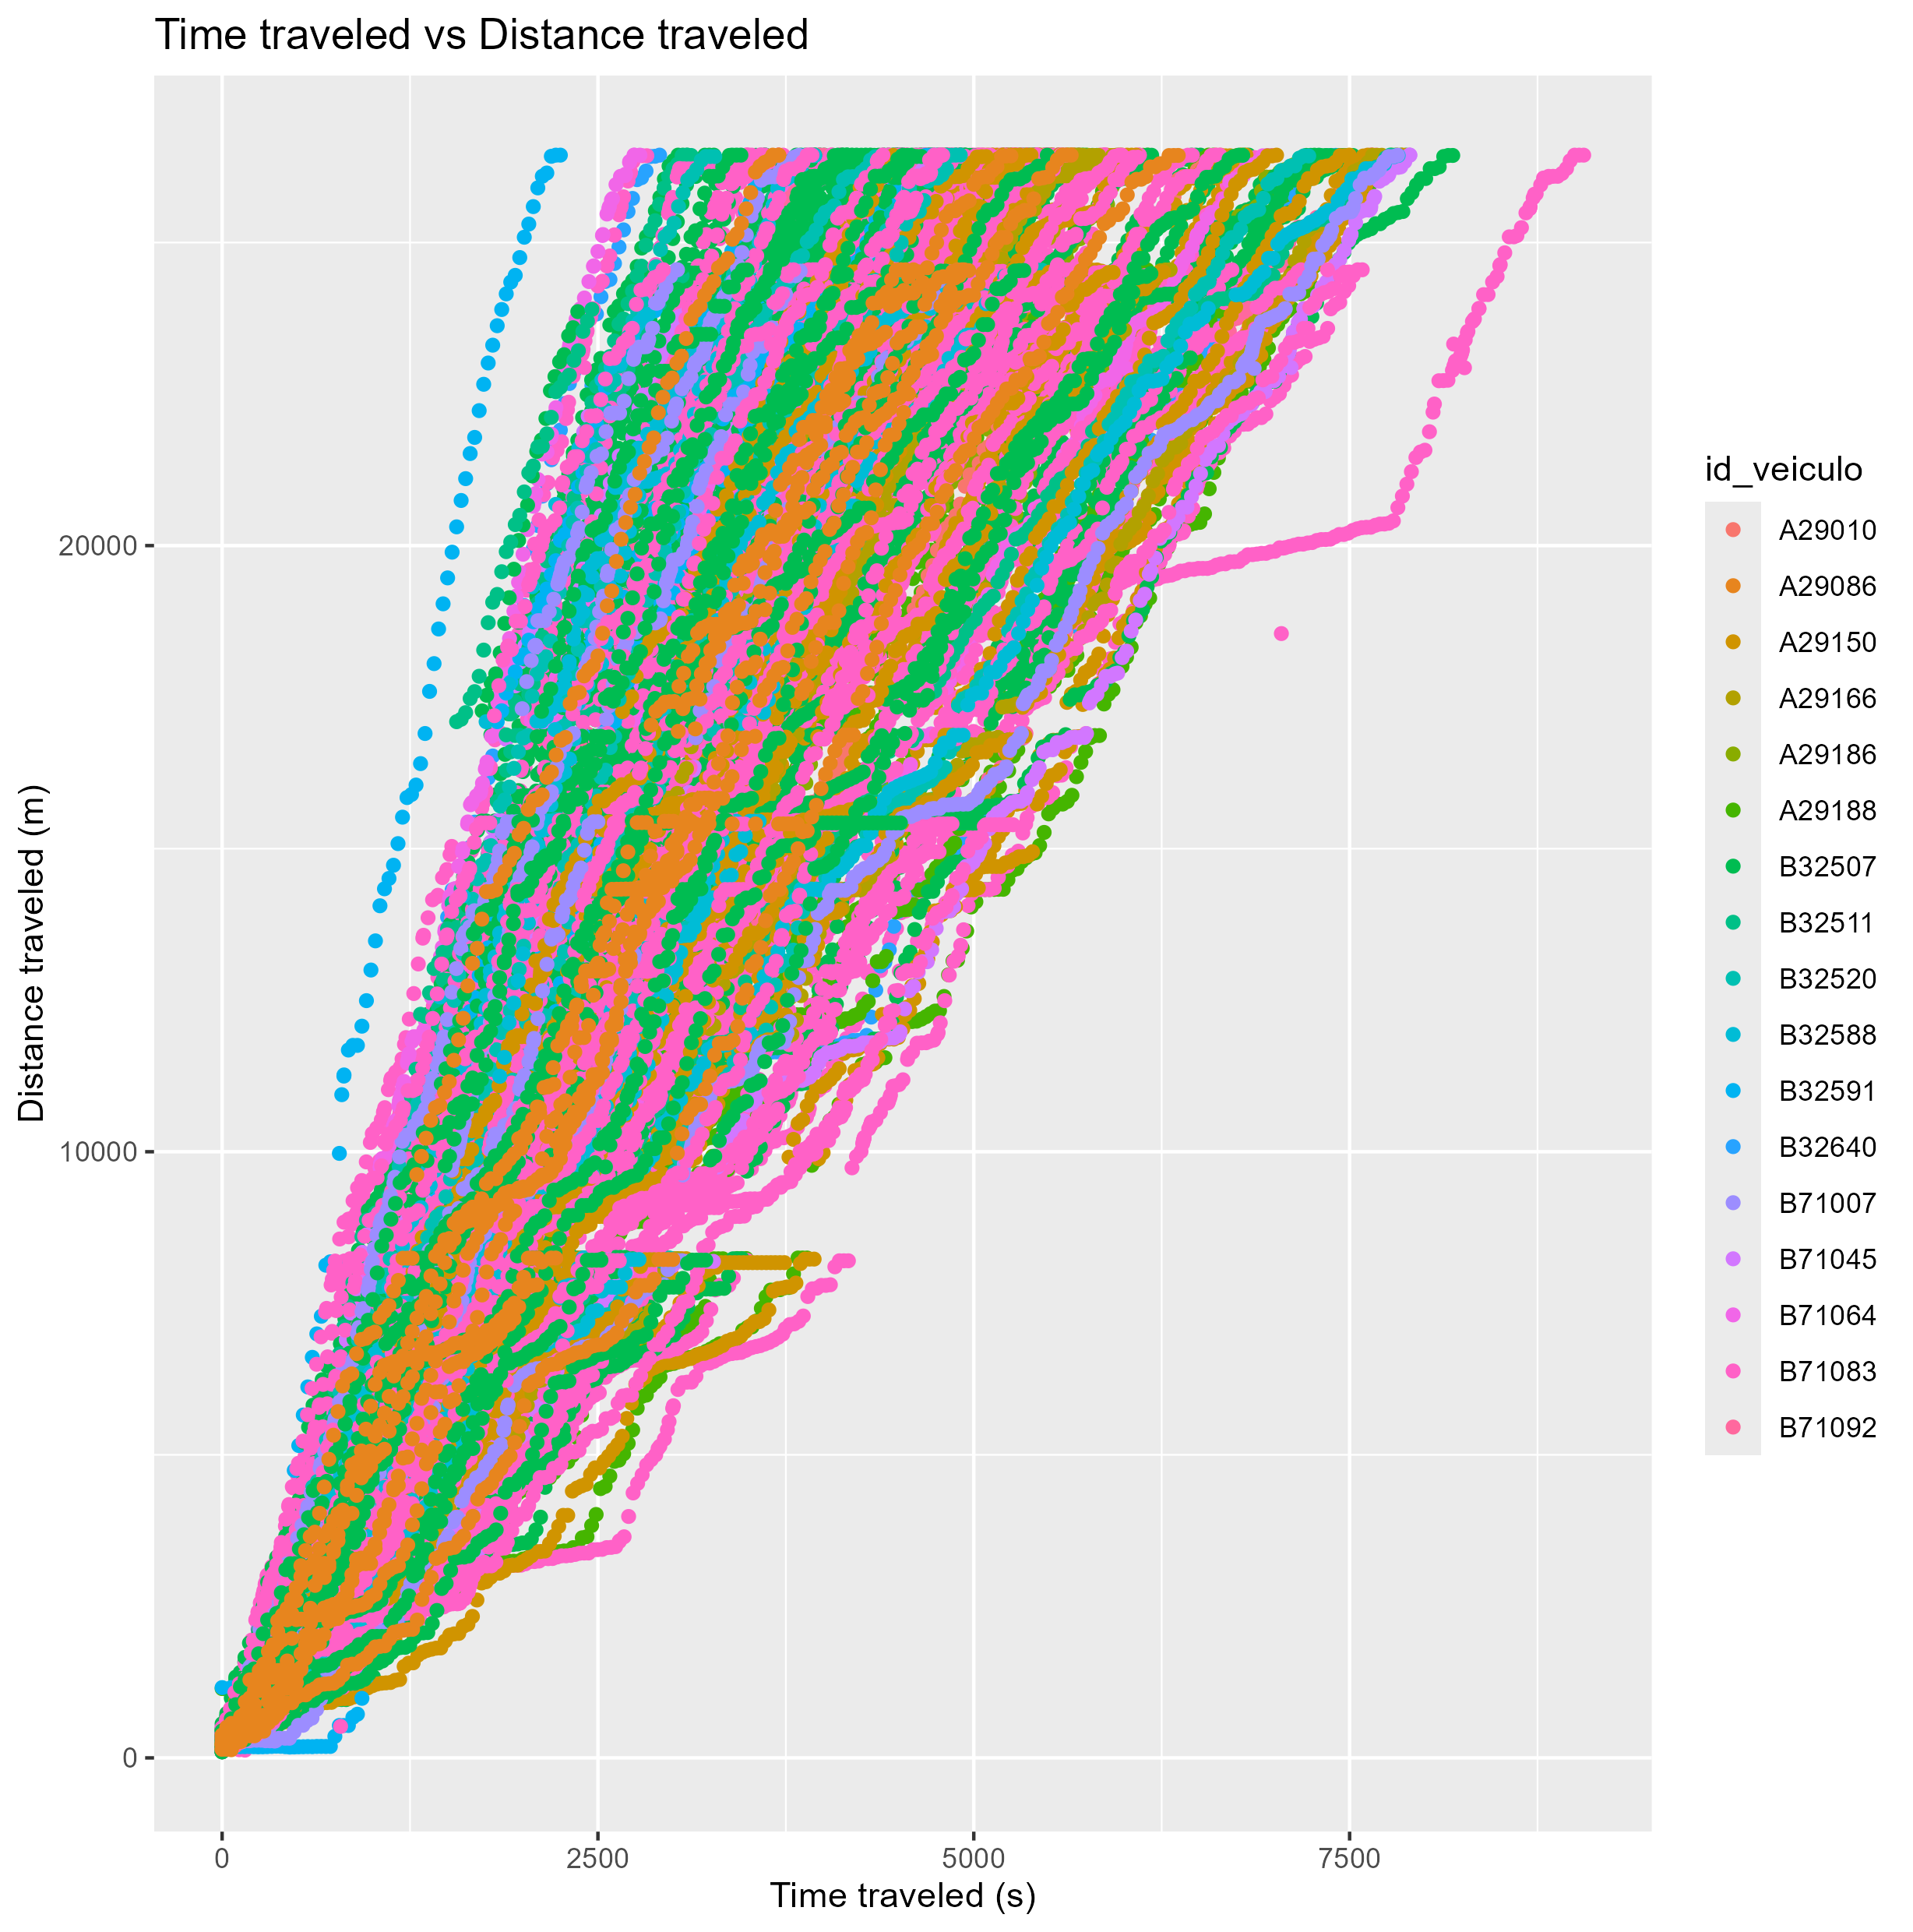 Time traveled vs Distance traveled
Distance traveled (m)
20000
10000
0
0
2500
5000
7500
Time traveled (s)
id_veiculo
A29010
A29086
A29150
A29166
A29186
A29188
B32507
B32511
B32520
B32588
B32591
B32640
B71007
B71045
B71064
B71083
B71092